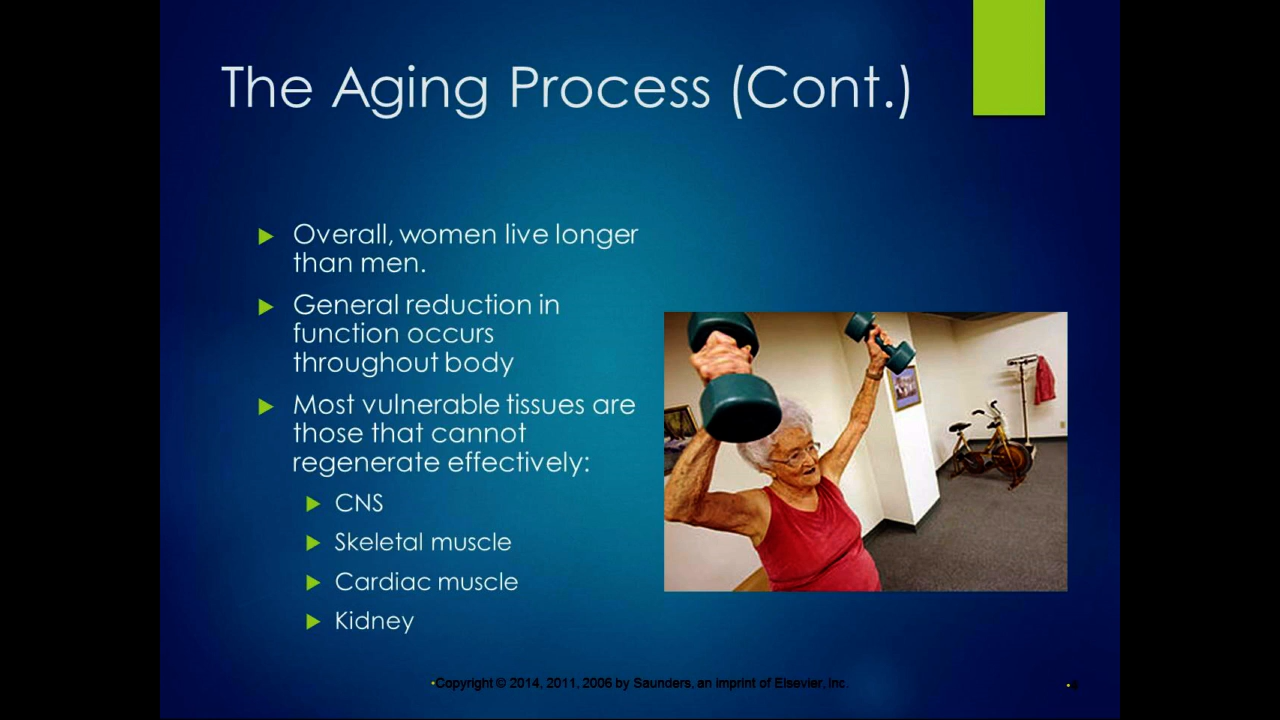 The Aging Process (Cont.)
Overall, women live longer
than men.
General reduction in
function occurs
throughout body
Most vulnerable tissues are
those that cannot
regenerate effectively:
CNS
Skeletal muscle
Cardiac muscle
Kidney
Copyright © 2014, 2011, 2006 by Saunders, an imprint of Elsevier, Inc.